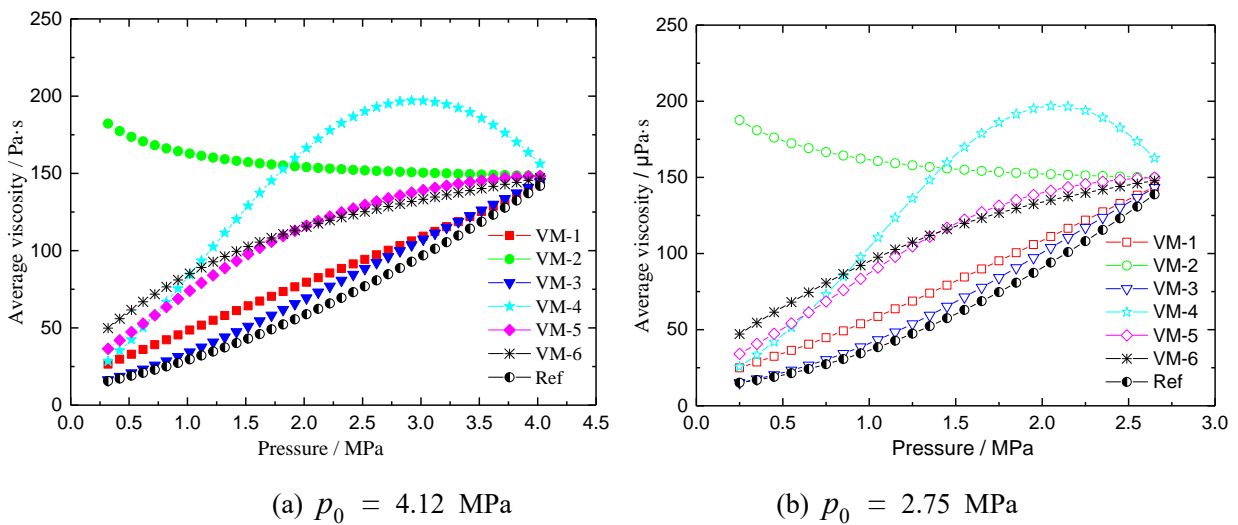 250
200
150
100
50
0
Average viscosity / Pa·s
VM-1
VM-2
VM-3
VM-4
VM-5
VM-6
Ref
0.0 0.5 1.0 1.5 2.0 2.5 3.0 3.5 4.0 4.5
Pressure / MPa
(a) p0 = 4.12 MPa
250
200
150
100
50
0
Average viscosity / μPa·s
VM-1
VM-2
VM-3
VM-4
VM-5
VM-6
Ref
0.0 0.5 1.0 1.5 2.0 2.5 3.0
Pressure / MPa
(b) p0 = 2.75 MPa